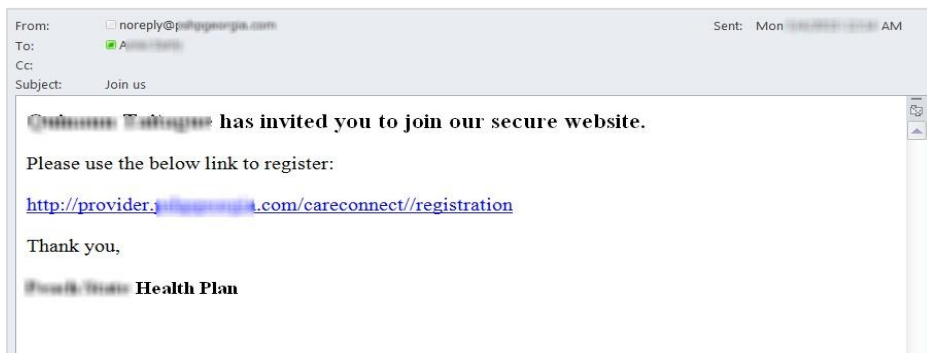 From: noreply@
Sent: Mon AM
To: A
Cc:
Subject: Join us
has invited you to join our secure website.
Please use the below link to register:
http://provider. .com/careconnect//registration
Thank you,
Health Plan